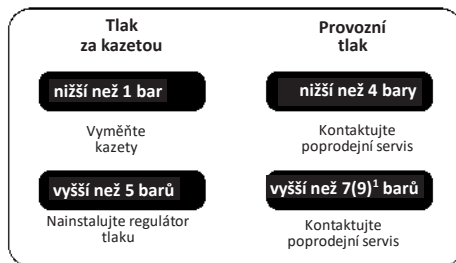 Tlak
za kazetou
nižší než 1 bar
Vyměňte
kazety
vyšší než 5 barů
Nainstalujte regulátor
tlaku
Provozní
tlak
nižší než 4 bary
Kontaktujte
poprodejní servis
vyšší než 7(9)¹ barů
Kontaktujte
poprodejní servis